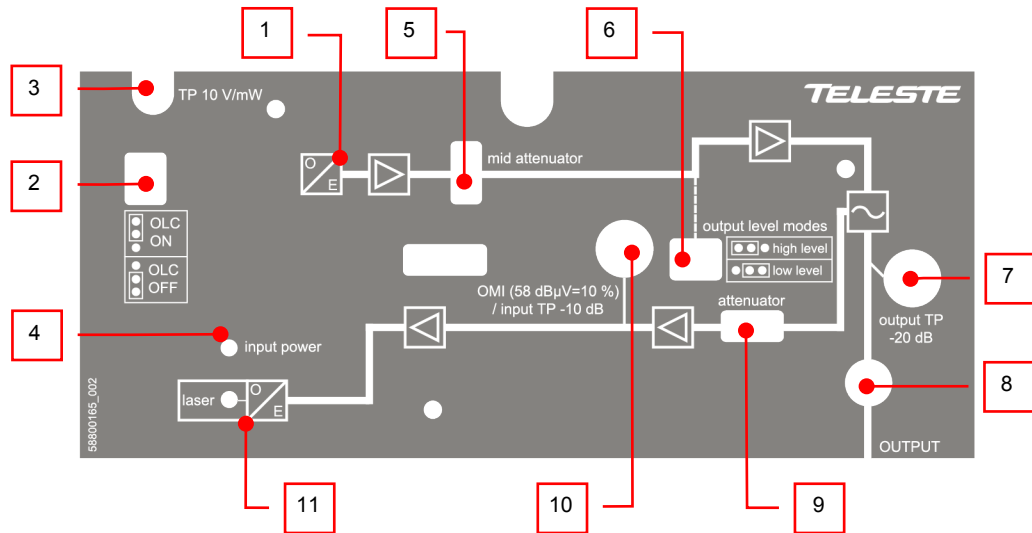 1
5
6
3
TP 10 V/mW
TELESTE
O
E
mid attenuator
2
OLC
ON
OLC
OFF
output level modes
high level
low level
7
OMI (58 dBµV=10 %)
/ input TP -10 dB
attenuator
output TP
-20 dB
4
input power
8
laser
O
E
58800165_002
OUTPUT
11
10
9